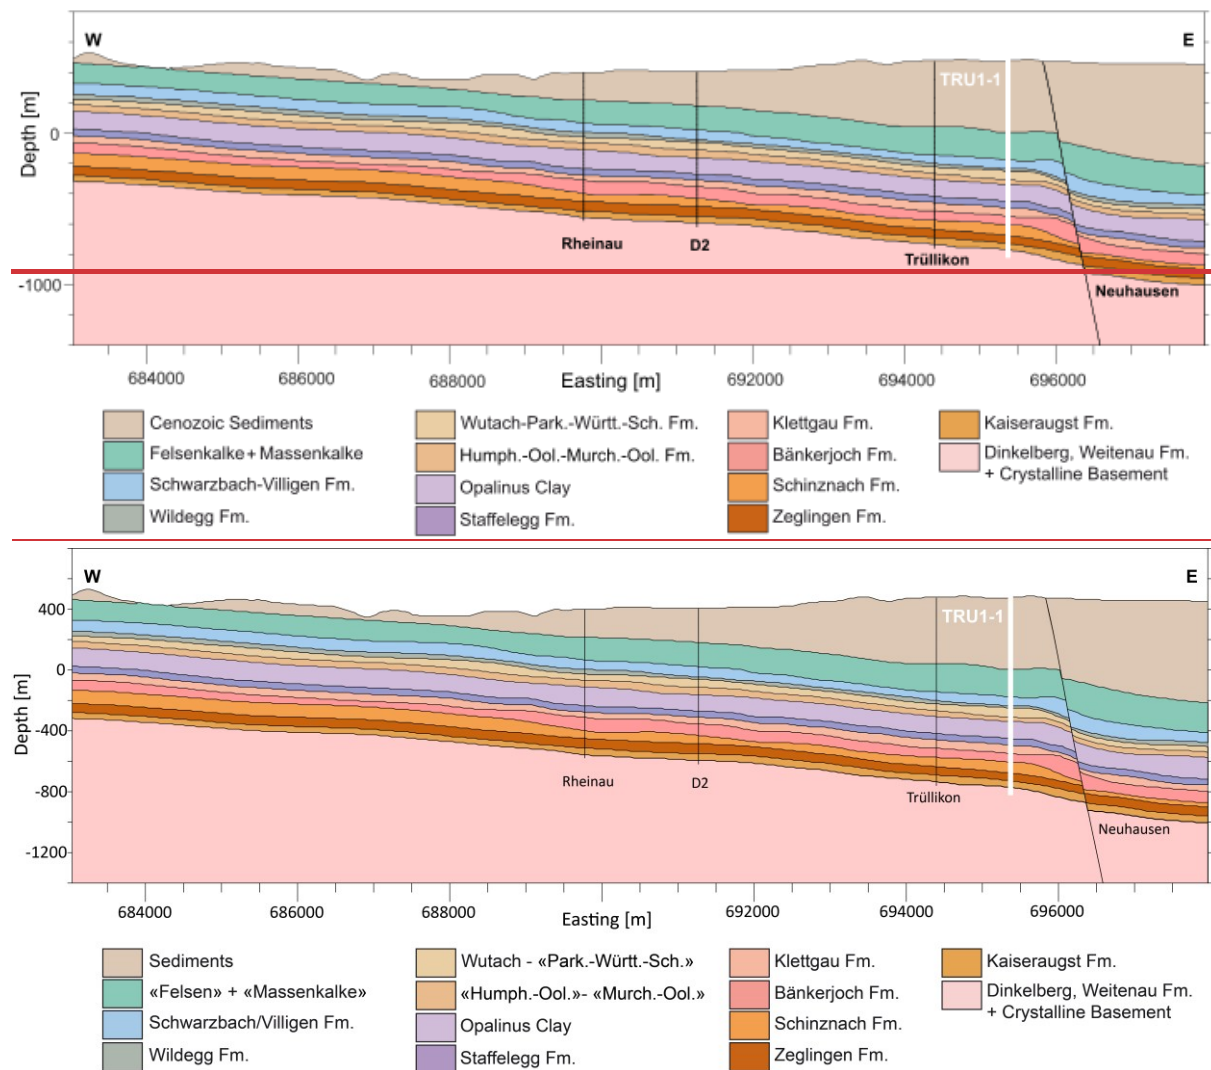 W
E
TRU1-1
Depth [m]
0
-1000
Rheinau
D2
Trüllikon
Neuhausen
684000
686000
688000
Easting [m]
692000
694000
696000
Cenozoic Sediments
Felsenkalke+Massenkalke
Schwarzbach-Villigen Fm.
Wildegg Fm.
Wutach-Park.-Württ.-Sch. Fm.
Humph.-Ool.-Murch.-Ool. Fm.
Opalinus Clay
Staffelegg Fm.
Klettgau Fm.
Bänkerjoch Fm.
Schinznach Fm.
Zeglingen Fm.
Kaiseraugst Fm.
Dinkelberg, Weitenau Fm.
+ Crystalline Basement
W
E
TRU1-1
Depth [m]
400
0
-400
-800
-1200
Rheinau
D2
Trüllikon
Neuhausen
684000
686000
688000
Easting [m]
692000
694000
696000
Sediments
«Felsen» + «Massenkalke»
Schwarzbach/Villigen Fm.
Wildegg Fm.
Wutach - «Park.-Württ.-Sch.»
«Humph.-Ool.»- «Murch.-Ool.»
Opalinus Clay
Staffelegg Fm.
Klettgau Fm.
Bänkerjoch Fm.
Schinznach Fm.
Zeglingen Fm.
Kaiseraugst Fm.
Dinkelberg, Weitenau Fm.
+ Crystalline Basement